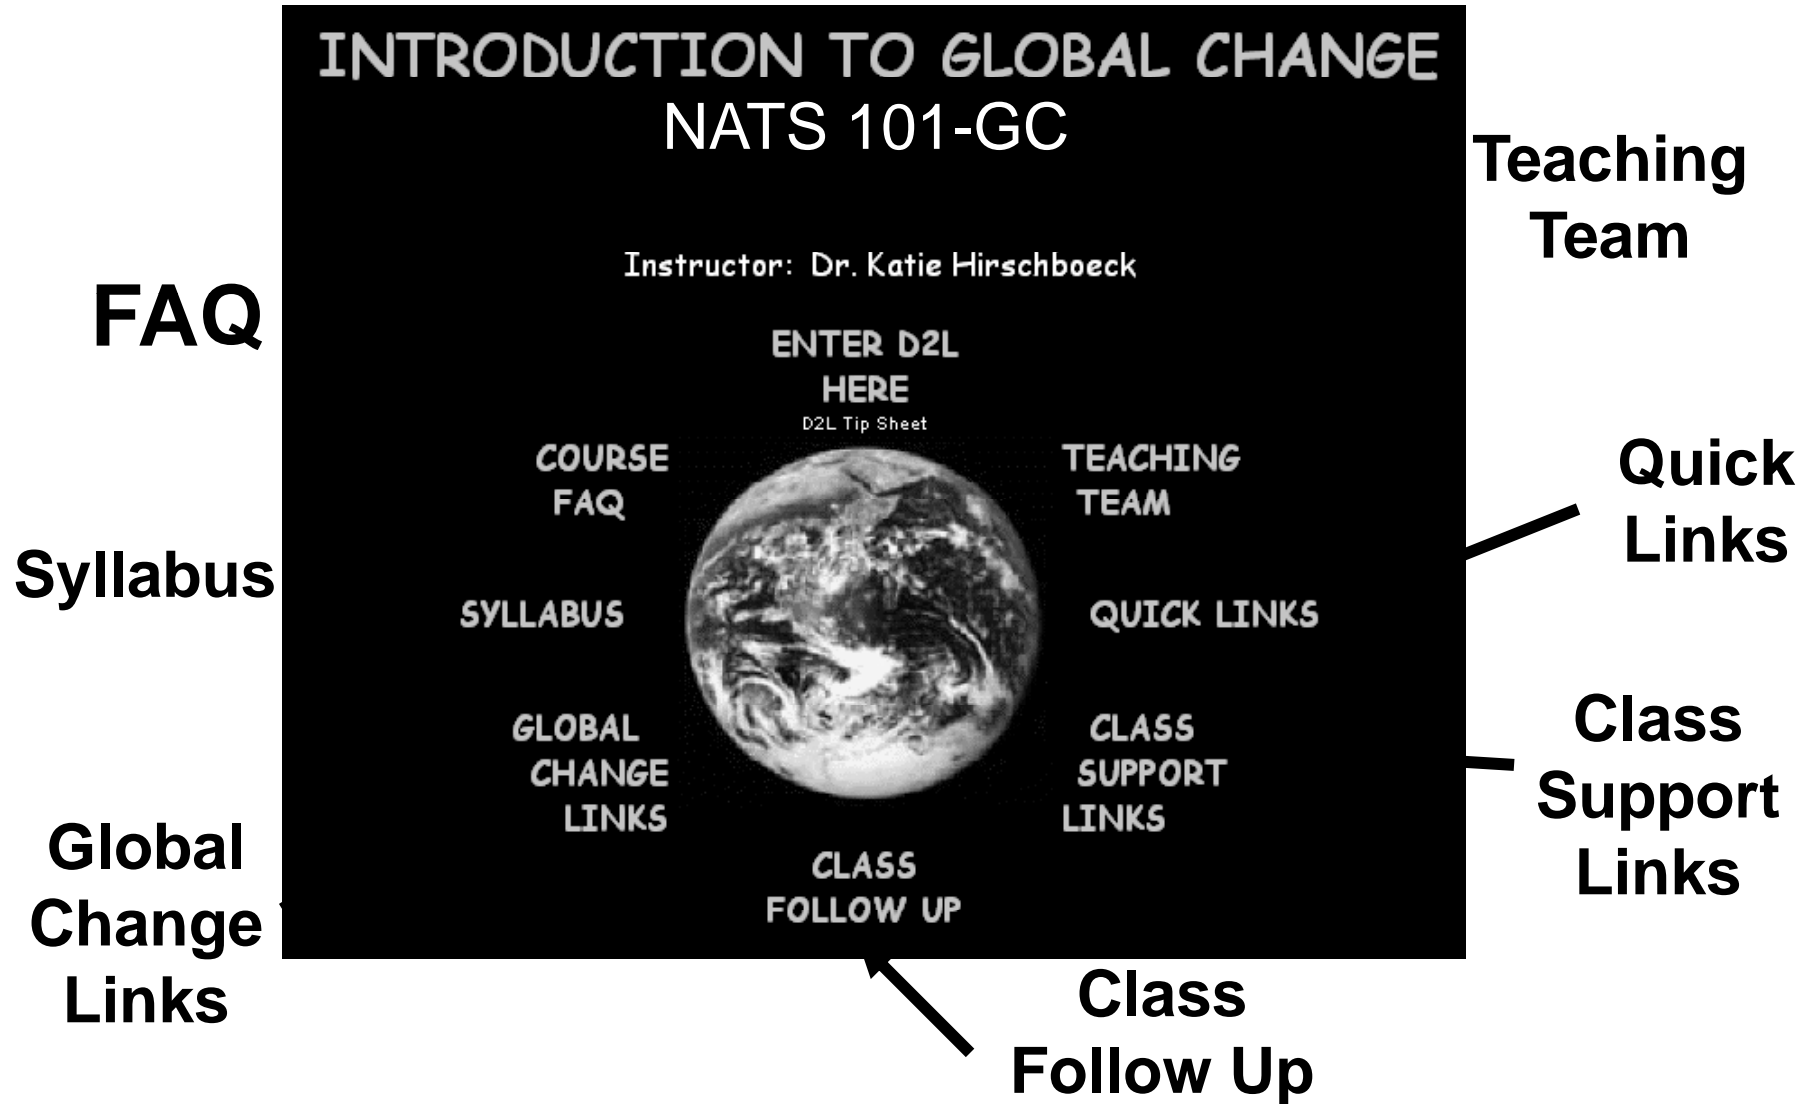 INTRODUCTION TO GLOBAL CHANGE
NATS 101-GC
Instructor: Dr. Katie Hirschboeck
ENTER D2L
HERE
D2L Tip Sheet
COURSE
FAQ
TEACHING
TEAM
SYLLABUS
QUICK LINKS
GLOBAL
CHANGE
LINKS
CLASS
SUPPORT
LINKS
CLASS
FOLLOW UP
FAQ
Syllabus
Global
Change
Links
Teaching
Team
Quick
Links
Class
Support
Links
Class
Follow Up